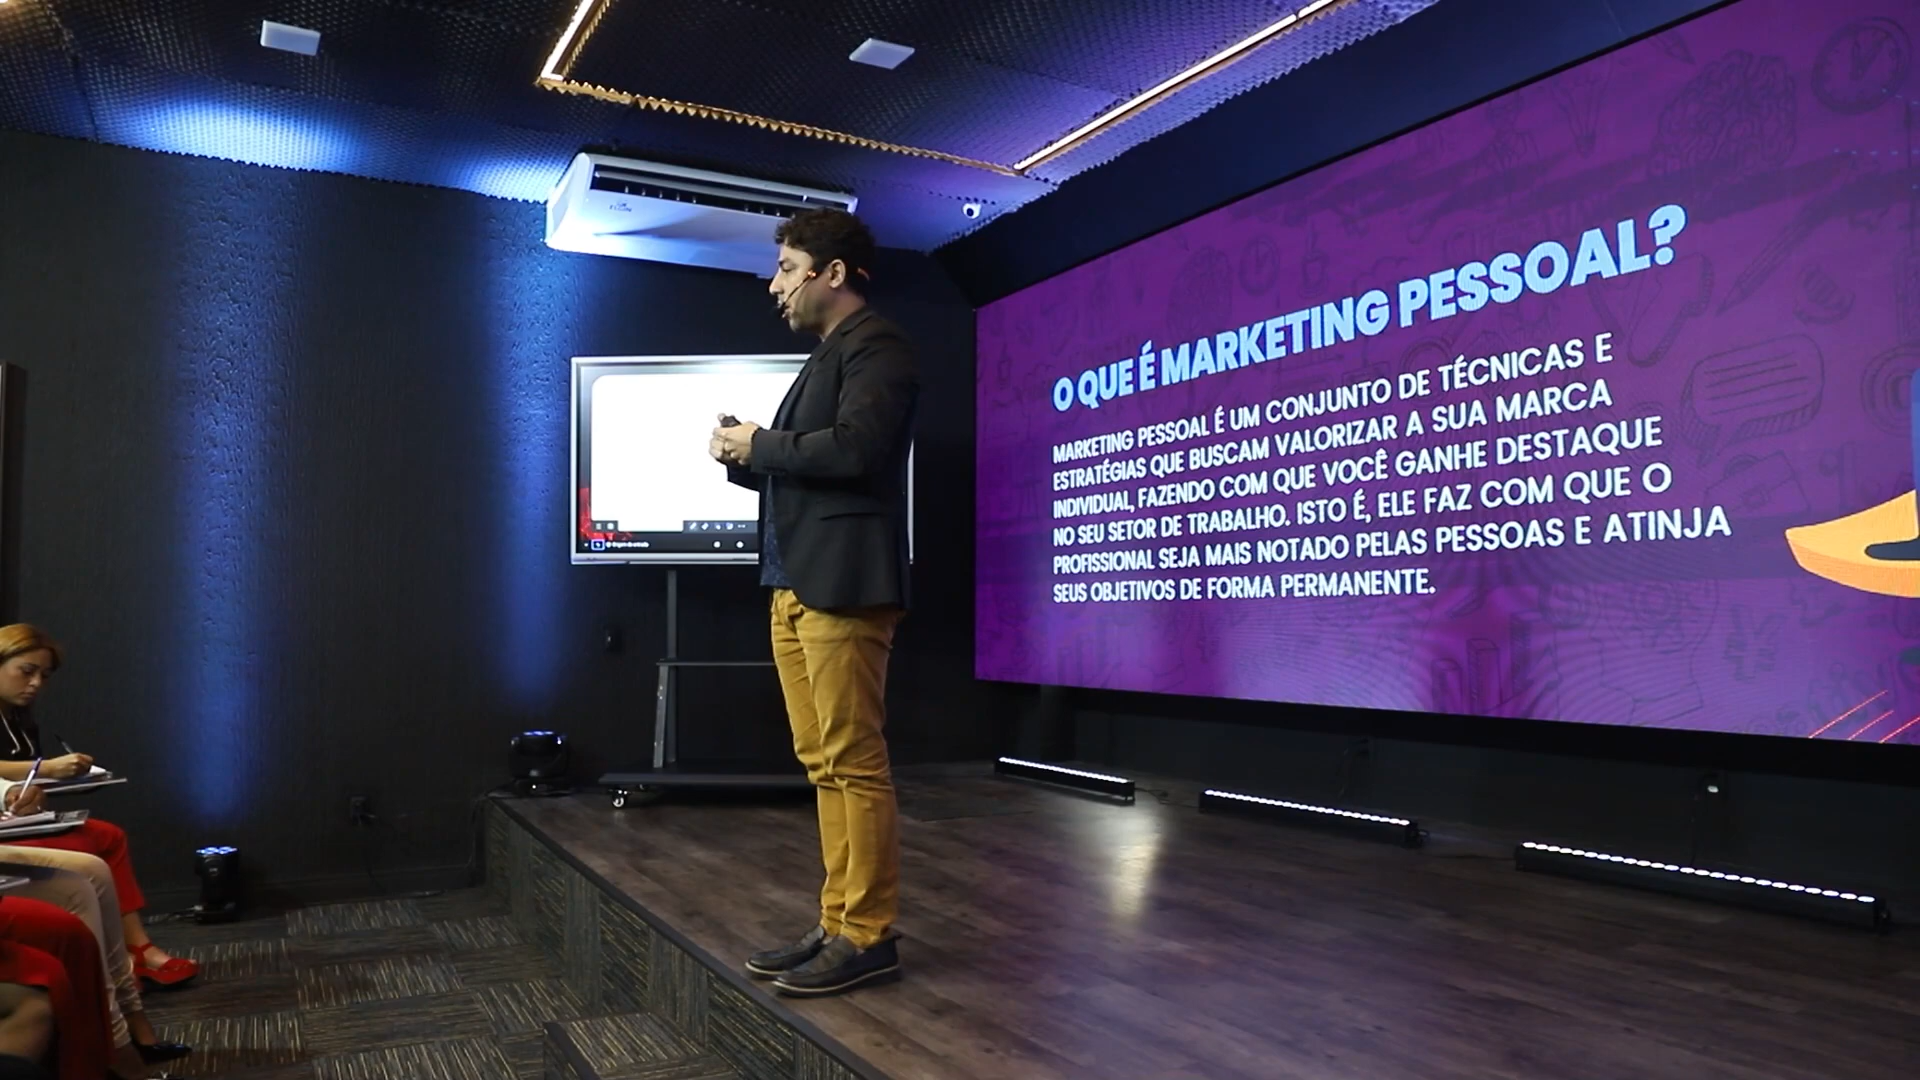 ELGIN
O QUE É MARKETING PESSOAL?
MARKETING PESSOAL É UM CONJUNTO DE TÉCNICAS E
ESTRATÉGIAS QUE BUSCAM VALORIZAR A SUA MARCA
INDIVIDUAL, FAZENDO COM QUE VOCÊ GANHE DESTAQUE
NO SEU SETOR DE TRABALHO. ISTO É, ELE FAZ COM QUE O
PROFISSIONAL SEJA MAIS NOTADO PELAS PESSOAS E ATINJA
SEUS OBJETIVOS DE FORMA PERMANENTE.